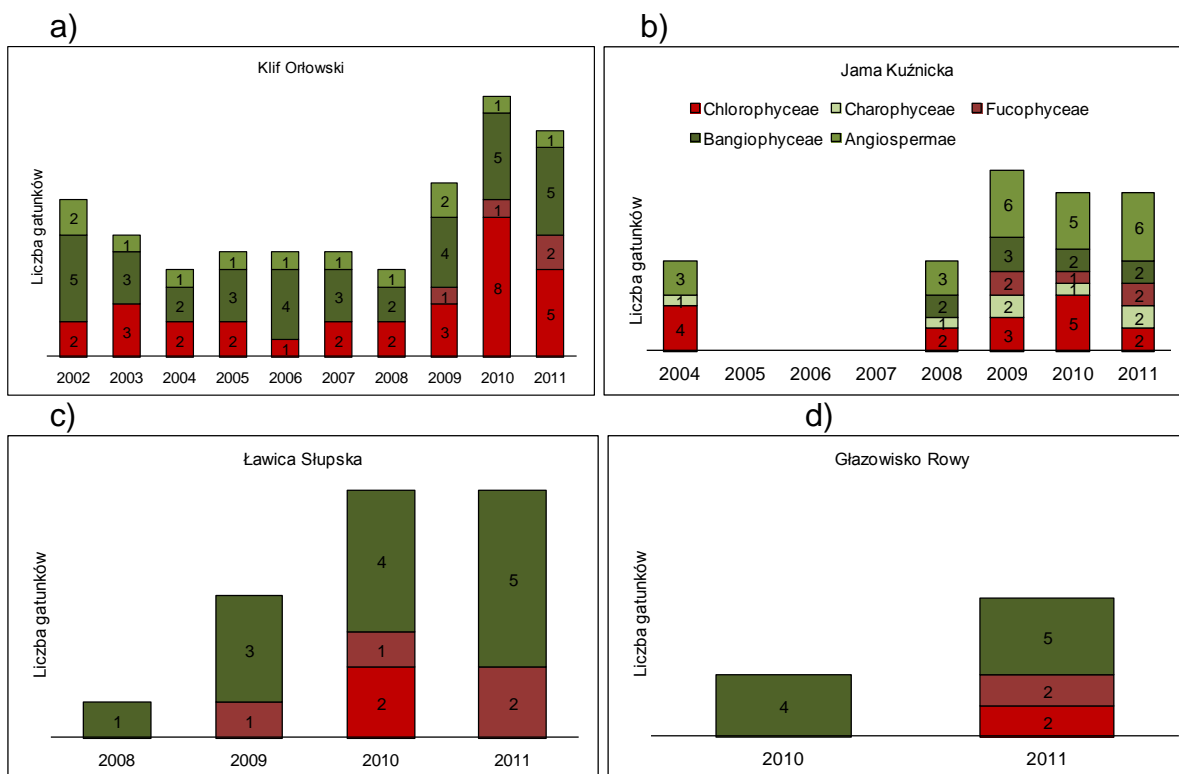 a)
Klif Orłowski
Liczba gatunków
2 1 2 1
5 3 1 2 1 3 1 4 1 3 1 2 4 1 5 1 5 2
2 3 2 2 1 2 2 3 8 5
2002 2003 2004 2005 2006 2007 2008 2009 2010 2011
b)
Jama Kuźnicka
Chlorophyceae Charophyceae Fucophyceae
Bangiophyceae Angiospermae
Liczba gatunków
3 3 6 5 6
2 3 2 2
2 1 2
1 1 2 1 2
4 2 3 5 2
2004 2005 2006 2007 2008 2009 2010 2011
c)
Ławica Słupska
Liczba gatunków
1 3 4 5
1 1 2
2
2008 2009 2010 2011
d)
Głazowisko Rowy
Liczba gatunków
4 5
2
2
2010 2011